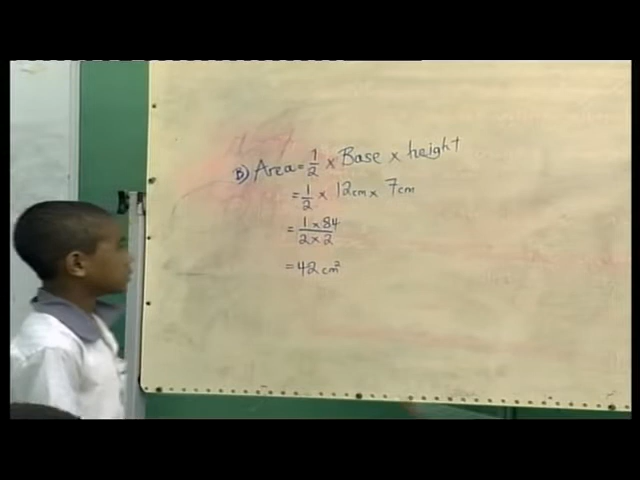 B) Area = 1/2 x Base x height
= 1/2 x 12cm x 7cm
= 1 x 84 / 2 x 2
= 42 cm²